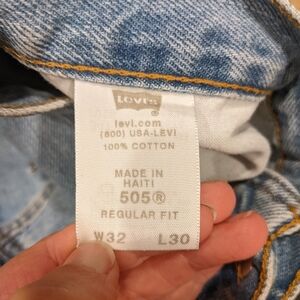 Levi's ®
levi.com
(800) USA-LEVI
100% COTTON
MADE IN
HAITI
505®
REGULAR FIT
W32 L30